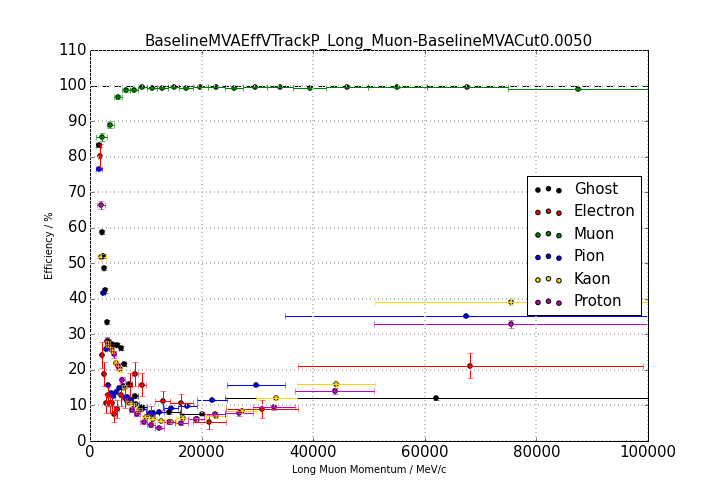 BaselineMVAEffVTrackP_Long_Muon-BaselineMVACut0.0050
110
100
90
80
70
60
50
40
30
20
10
0
Efficiency / %
Ghost
Electron
Muon
Pion
Kaon
Proton
0
20000
40000
60000
80000
100000
Long Muon Momentum / MeV/c